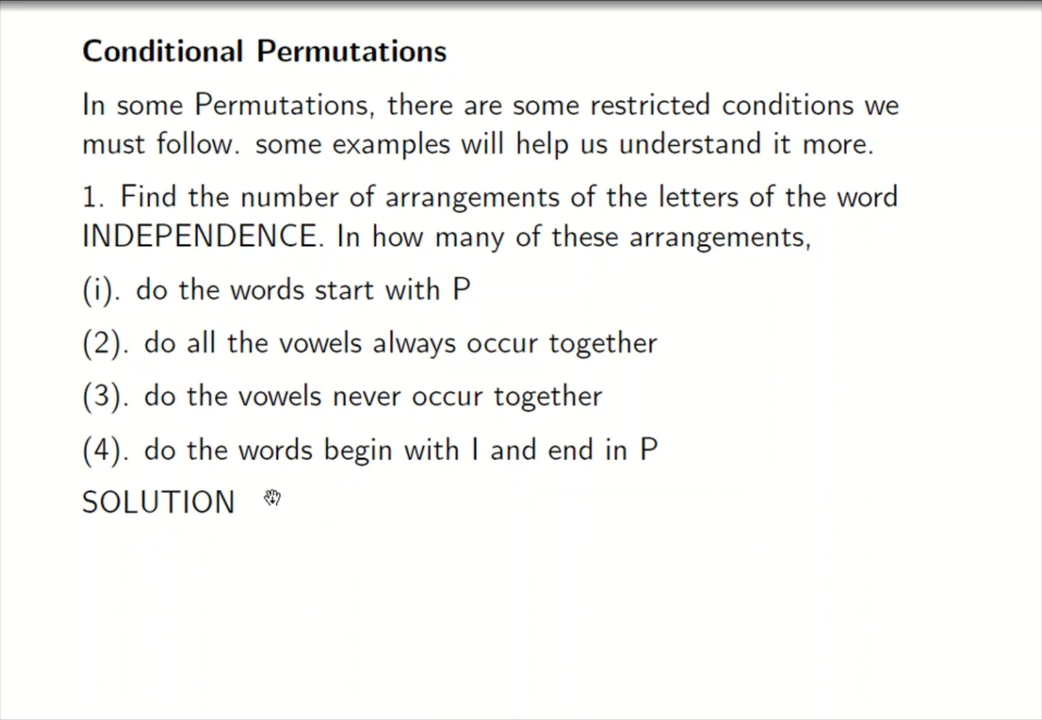 Conditional Permutations
In some Permutations, there are some restricted conditions we
must follow. some examples will help us understand it more.
1. Find the number of arrangements of the letters of the word
INDEPENDENCE. In how many of these arrangements,
(i). do the words start with P
(2). do all the vowels always occur together
(3). do the vowels never occur together
(4). do the words begin with I and end in P
SOLUTION